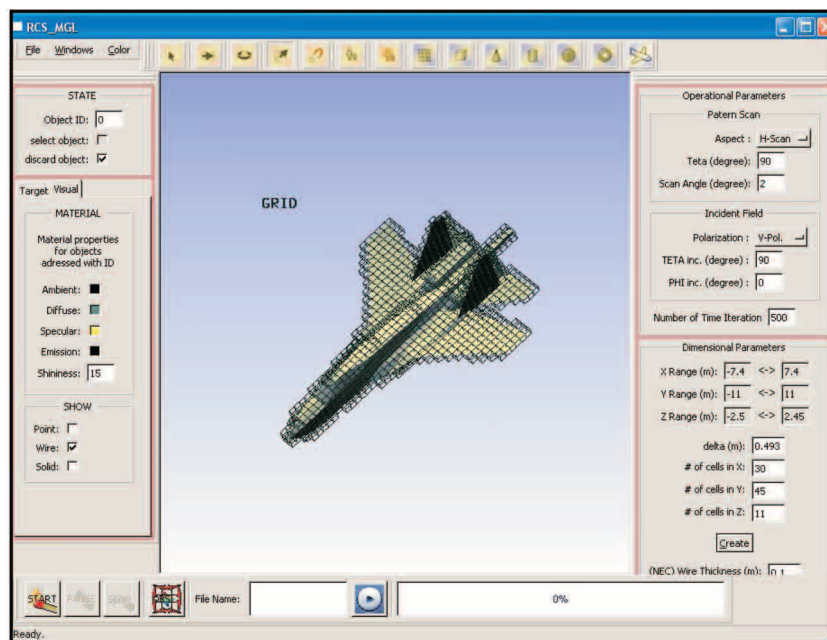 RCS_MGL
File Windows Color
STATE
Object ID: 0
select object:
discard object:
Target Visual
MATERIAL
Material properties
for objects
adressed with ID
Ambient:
Diffuse:
Specular:
Emission:
Shininess: 15
SHOW
Point:
Wire:
Solid:
GRID
Operational Parameters
Patern Scan
Aspect : H-Scan
Teta (degree): 90
Scan Angle (degree): 2
Incident Field
Polarization : V-Pol.
TETA inc. (degree) : 90
PHI inc. (degree) : 0
Number of Time Iteration 500
Dimensional Parameters
X Range (m): -7.4 <-> 7.4
Y Range (m): -11 <-> 11
Z Range (m): -2.5 <-> 2.45
delta (m): 0.493
# of cells in X: 30
# of cells in Y: 45
# of cells in Z: 11
Create
(NEC) Wire Thickness (m): 0.1
START PAUSE
File Name:
0%
Ready.